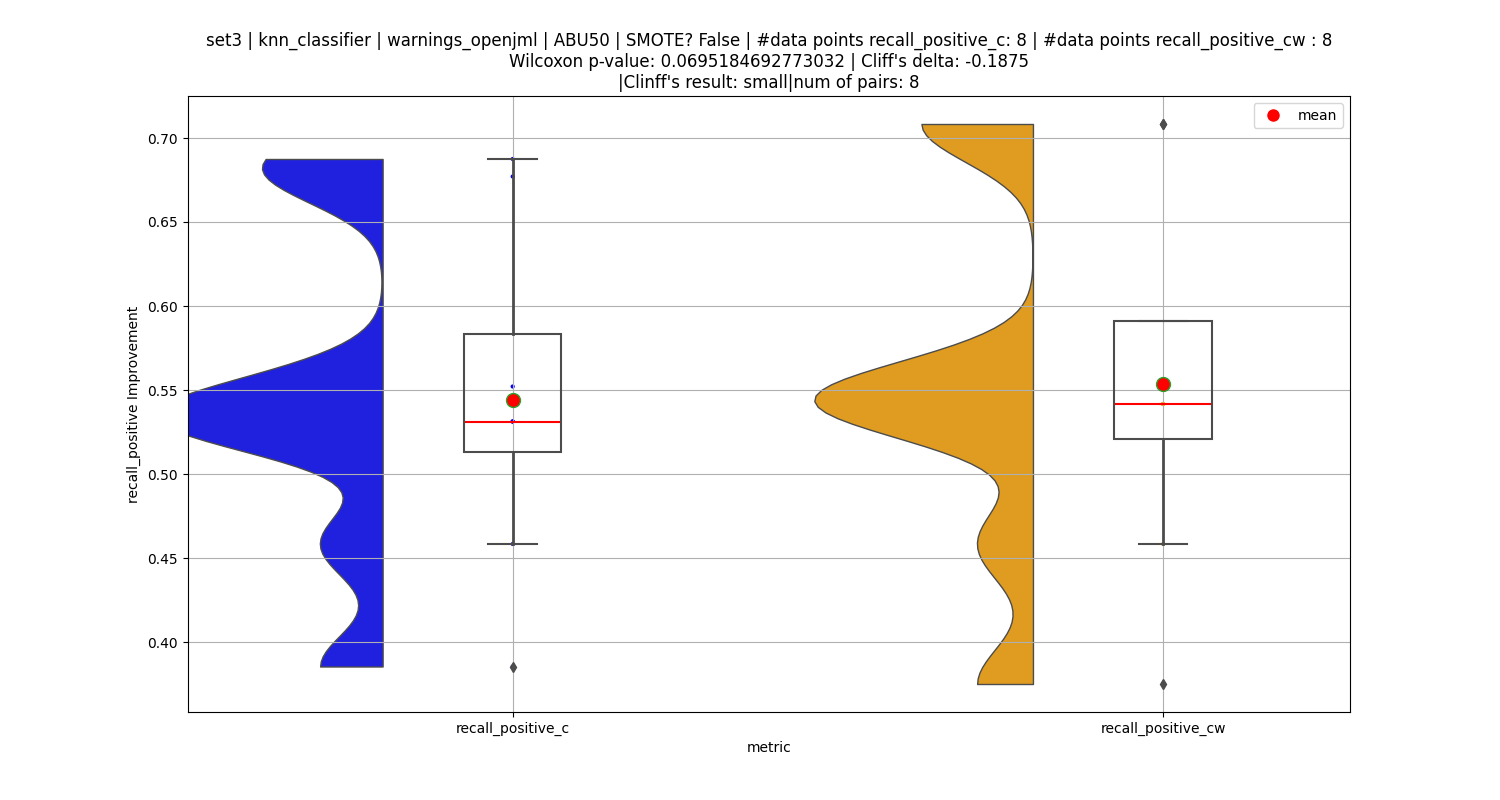 set3 | knn_classifier | warnings_openjml | ABU50 | SMOTE? False | #data points recall_positive_c: 8 | #data points recall_positive_cw : 8
Wilcoxon p-value: 0.0695184692773032 | Cliff's delta: -0.1875
|Clinff's result: small|num of pairs: 8
mean
0.70
0.65
0.60
0.55
0.50
0.45
0.40
recall_positive Improvement
recall_positive_c
recall_positive_cw
metric